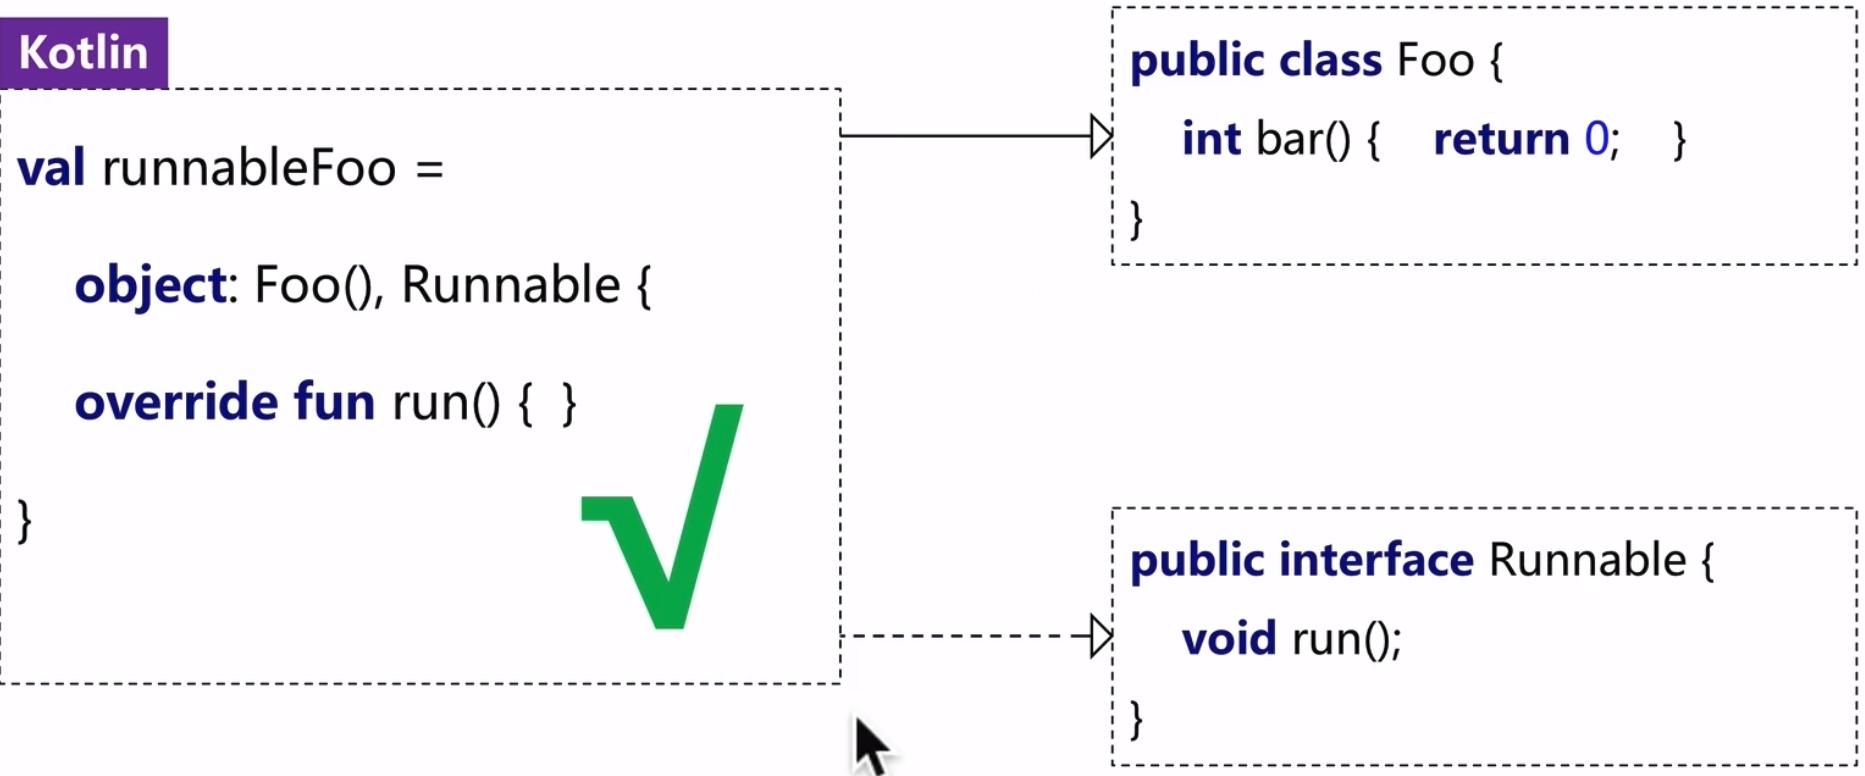 Kotlin
val runnableFoo =
object: Foo(), Runnable {
override fun run() { }
}
public class Foo {
int bar() { return 0; }
}
public interface Runnable {
void run();
}